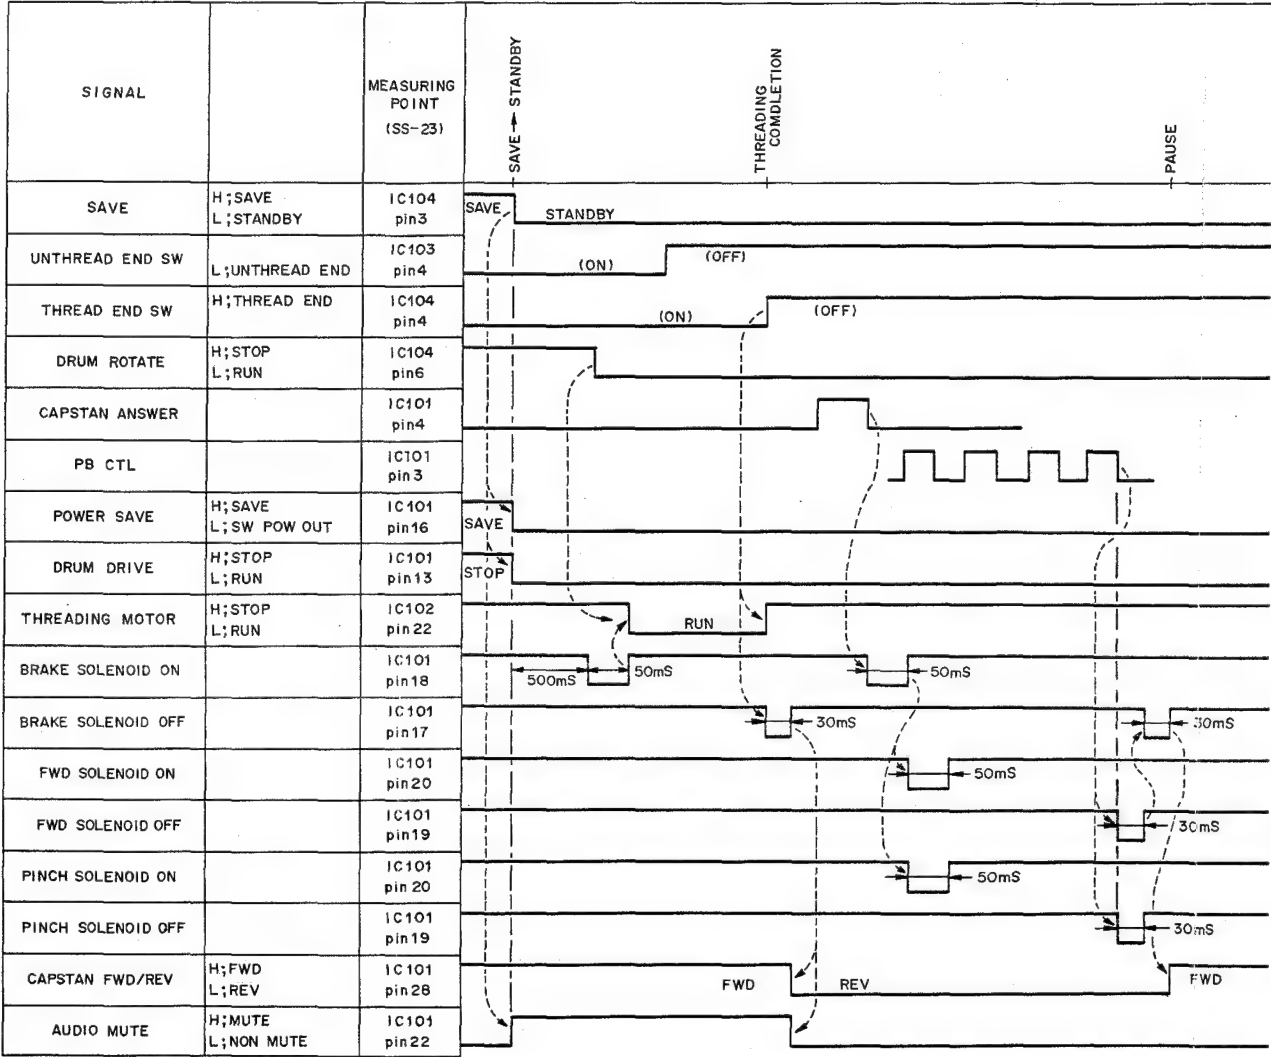 SIGNAL
MEASURING
POINT
(SS-23)
SAVE → STANDBY
THREADING
COMDLETION
PAUSE
SAVE
H;SAVE
L;STANDBY
IC104
pin3
SAVE
STANDBY
UNTHREAD END SW
L;UNTHREAD END
IC103
pin4
(ON)
(OFF)
THREAD END SW
H;THREAD END
IC104
pin4
(ON)
(OFF)
DRUM ROTATE
H;STOP
L;RUN
IC104
pin6
CAPSTAN ANSWER
IC101
pin4
PB CTL
IC101
pin3
POWER SAVE
H;SAVE
L;SW POW OUT
IC101
pin16
SAVE
DRUM DRIVE
H;STOP
L;RUN
IC101
pin13
STOP
THREADING MOTOR
H;STOP
L;RUN
IC102
pin22
RUN
BRAKE SOLENOID ON
IC101
pin18
500mS
50mS
50mS
BRAKE SOLENOID OFF
IC101
pin17
30mS
30mS
FWD SOLENOID ON
IC101
pin20
50mS
FWD SOLENOID OFF
IC101
pin19
30mS
PINCH SOLENOID ON
IC101
pin20
50mS
PINCH SOLENOID OFF
IC101
pin19
30mS
CAPSTAN FWD/REV
H;FWD
L;REV
IC101
pin28
FWD
REV
FWD
AUDIO MUTE
H;MUTE
L;NON MUTE
IC101
pin22